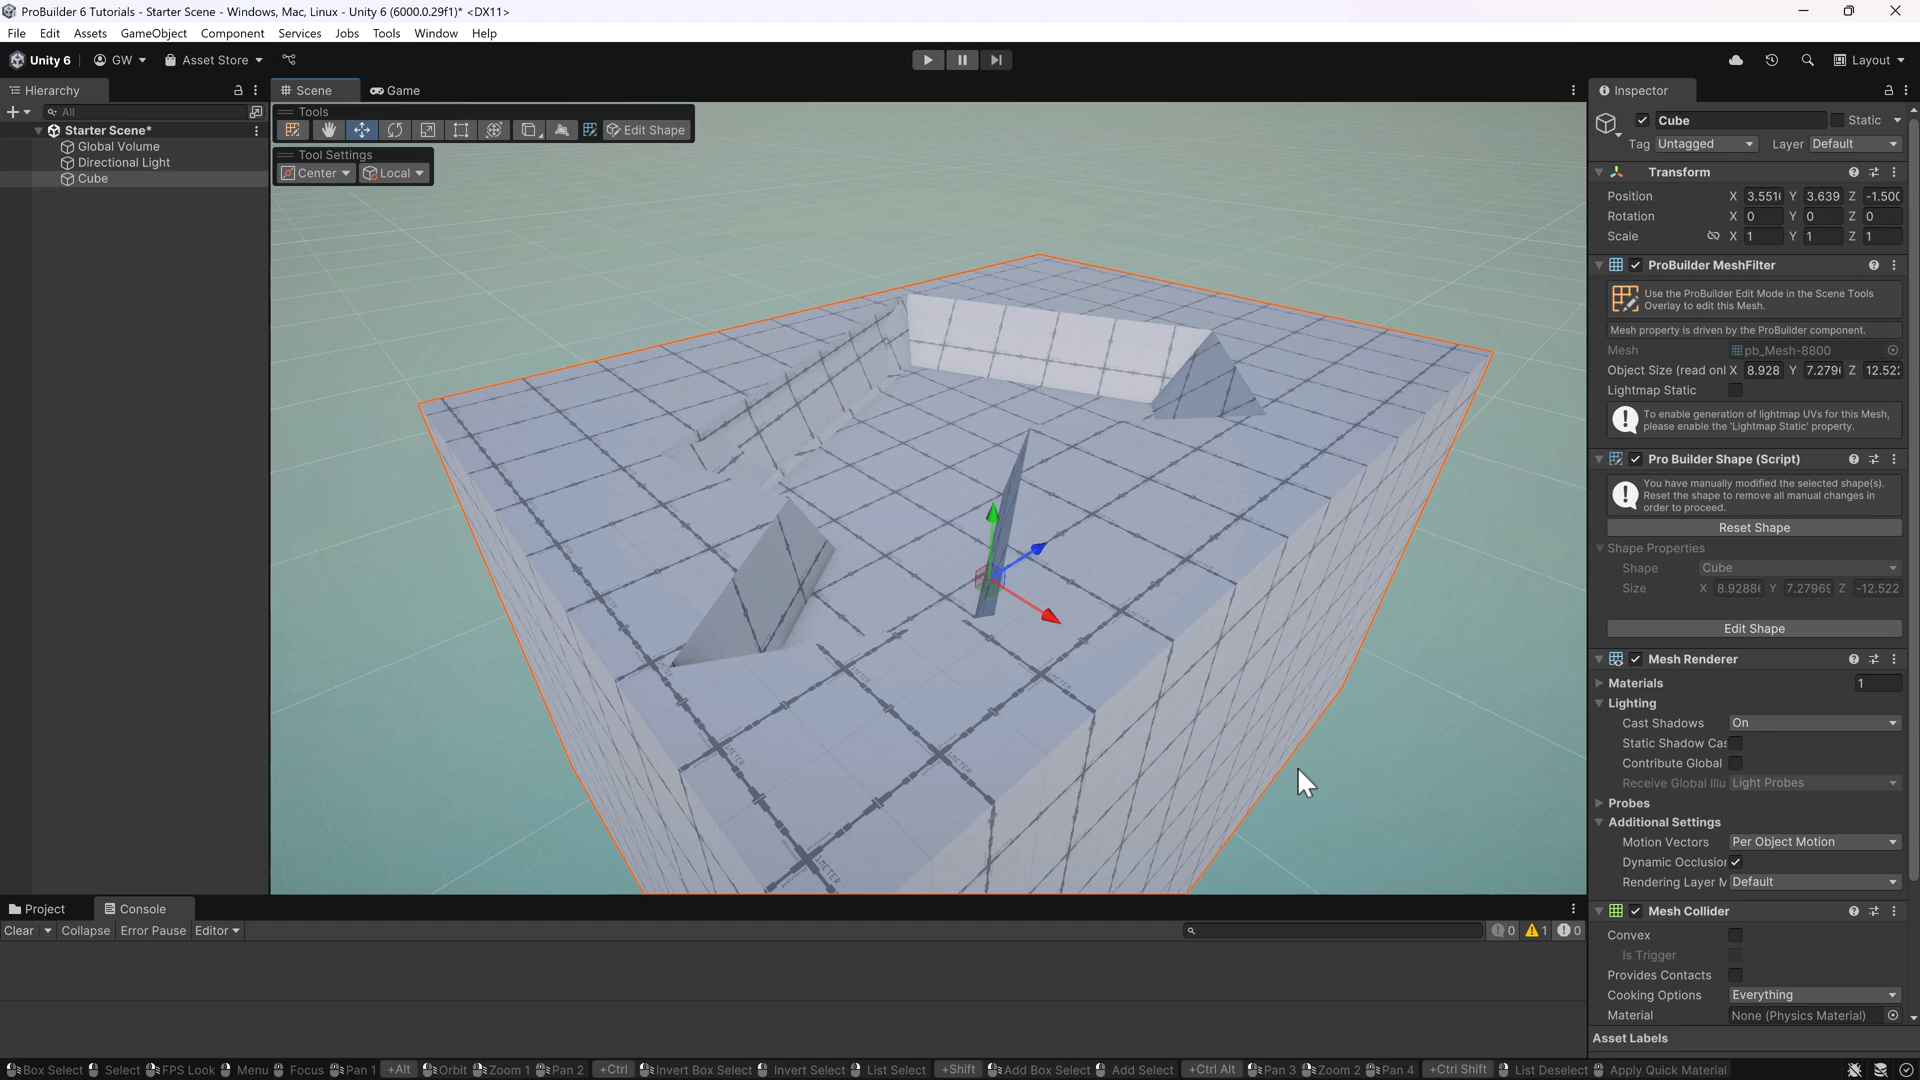 ProBuilder 6 Tutorials - Starter Scene - Windows, Mac, Linux - Unity 6 (6000.0.29f1)* <DX11>
File Edit Assets GameObject Component Services Jobs Tools Window Help
Unity 6 GW Asset Store Layout
Hierarchy
All
Starter Scene*
Global Volume
Directional Light
Cube
Scene Game
Tools
Edit Shape
Tool Settings
Center Local
METER
Inspector
Cube Static
Tag Untagged Layer Default
Transform
Position X 3.551 Y 3.639 Z -1.500
Rotation X 0 Y 0 Z 0
Scale X 1 Y 1 Z 1
ProBuilder MeshFilter
Use the ProBuilder Edit Mode in the Scene Tools
Overlay to edit this Mesh.
Mesh property is driven by the ProBuilder component.
Mesh pb_Mesh-8800
Object Size (read onl X 8.928 Y 7.279 Z 12.52
Lightmap Static
To enable generation of lightmap UVs for this Mesh,
please enable the 'Lightmap Static' property.
Pro Builder Shape (Script)
You have manually modified the selected shape(s).
Reset the shape to remove all manual changes in
order to proceed.
Reset Shape
Shape Properties
Shape Cube
Size X 8.9288 Y 7.2796 Z -12.522
Edit Shape
Mesh Renderer
Materials 1
Lighting
Cast Shadows On
Static Shadow Cas
Contribute Global
Receive Global Illu Light Probes
Probes
Additional Settings
Motion Vectors Per Object Motion
Dynamic Occlusion
Rendering Layer M Default
Mesh Collider
Convex
Is Trigger
Provides Contacts
Cooking Options Everything
Material None (Physics Material)
Asset Labels
Project Console
Clear Collapse Error Pause Editor 0 1 0
Box Select Select FPS Look Menu Focus Pan 1 +Alt Orbit Zoom 1 Pan 2 +Ctrl Invert Box Select Invert Select List Select +Shift Add Box Select Add Select +Ctrl Alt Pan 3 Zoom 2 Pan 4 +Ctrl Shift List Deselect Apply Quick Material